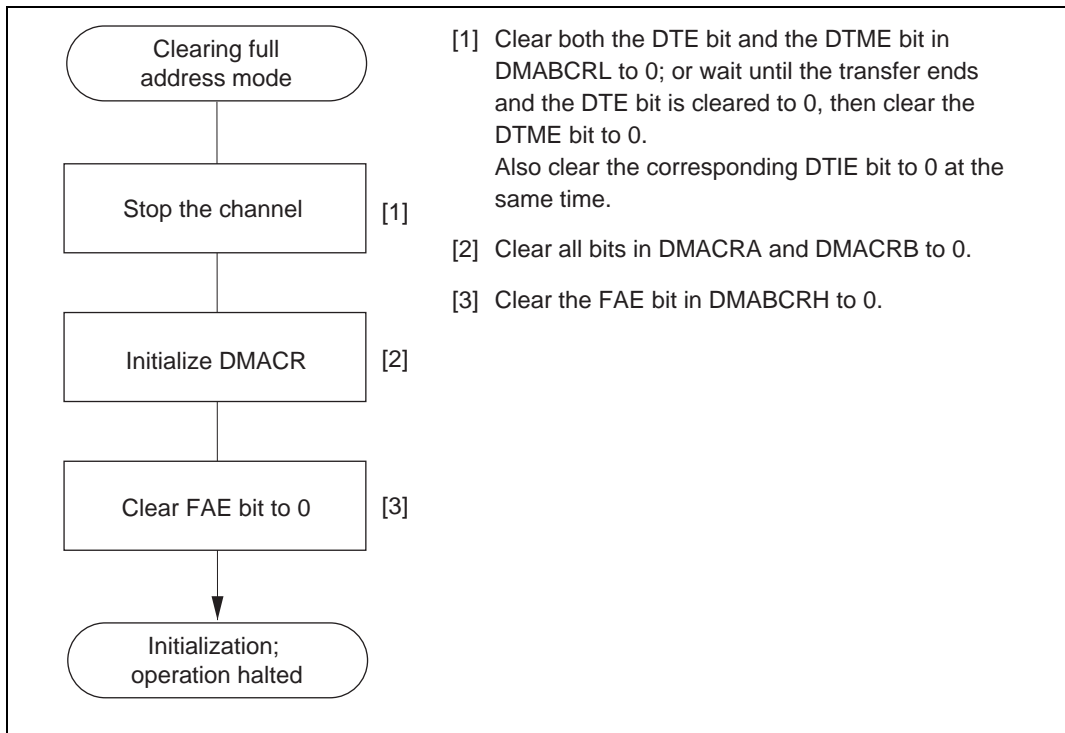 Clearing full
address mode
Stop the channel
[1]
Initialize DMACR
[2]
Clear FAE bit to 0
[3]
Initialization;
operation halted
[1] Clear both the DTE bit and the DTME bit in
DMABCRL to 0; or wait until the transfer ends
and the DTE bit is cleared to 0, then clear the
DTME bit to 0.
Also clear the corresponding DTIE bit to 0 at the
same time.
[2] Clear all bits in DMACRA and DMACRB to 0.
[3] Clear the FAE bit in DMABCRH to 0.